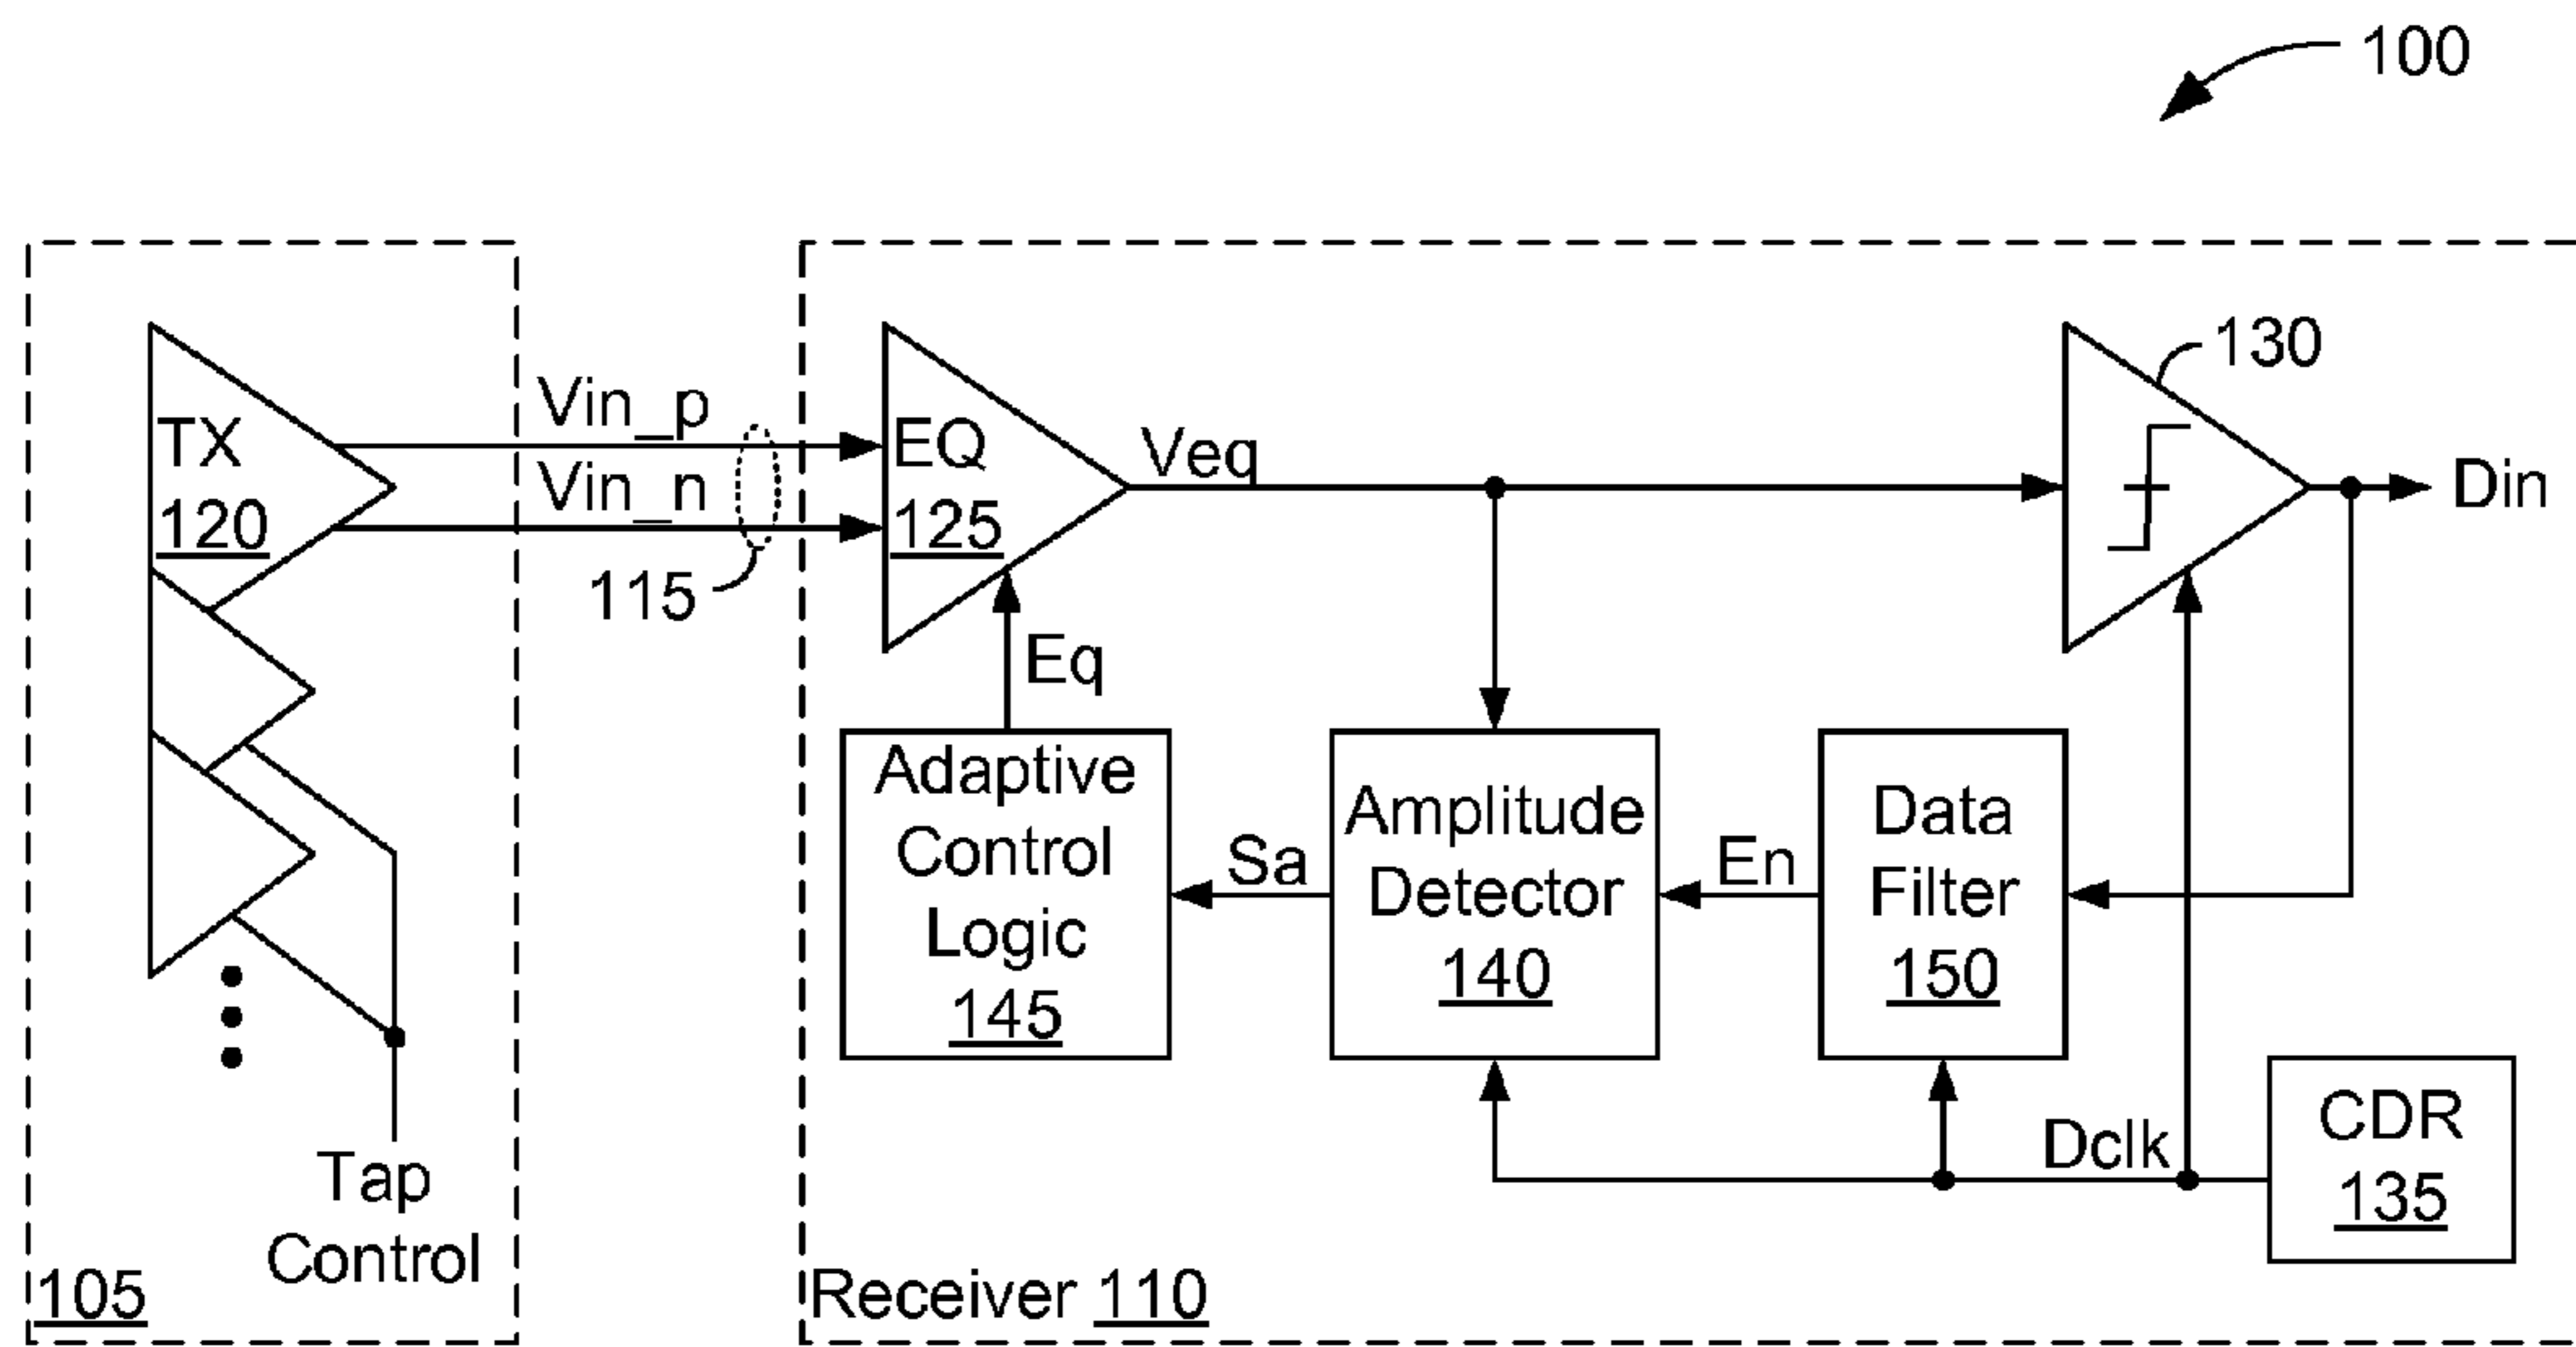 100
130
Vin_p
TX
120
EQ
125
Veq
Din
Vin_n
115
Eq
Adaptive
Control
Logic
145
Sa
Amplitude
Detector
140
En
Data
Filter
150
Dclk
CDR
135
Tap
Control
105
Receiver 110